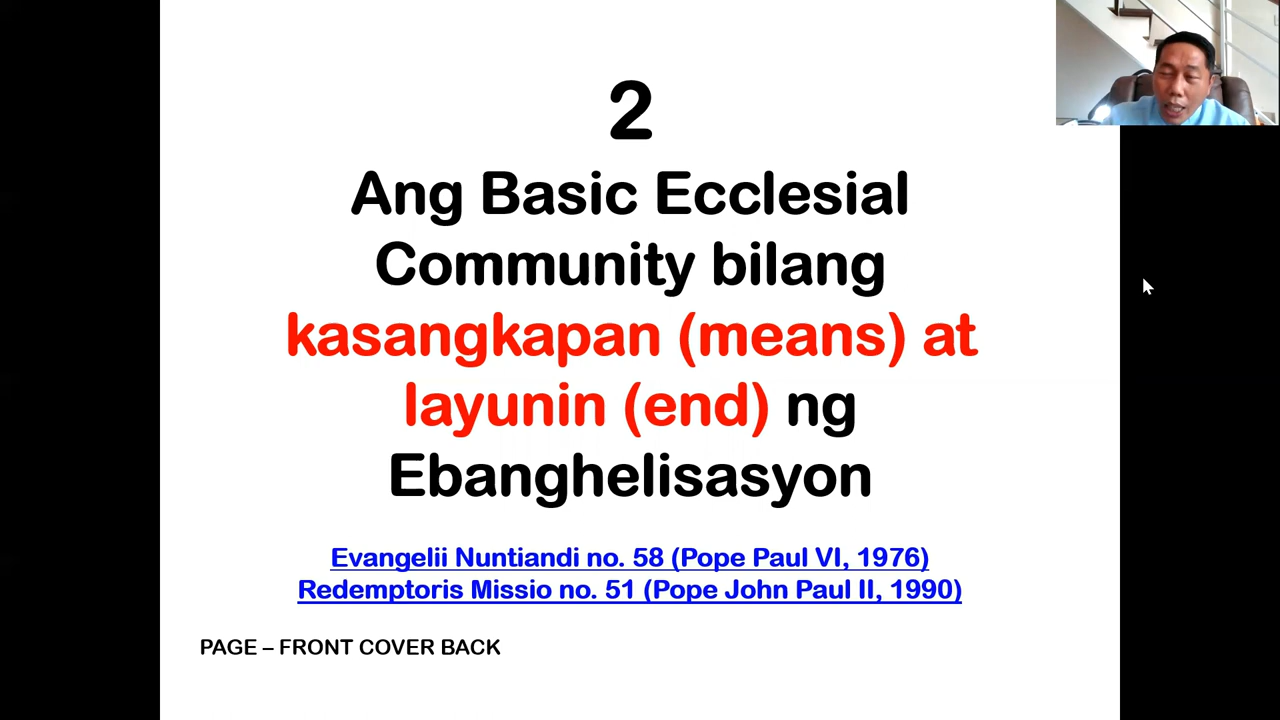 2
Ang Basic Ecclesial
Community bilang
kasangkapan (means) at
layunin (end) ng
Ebanghelisasyon
Evangelii Nuntiandi no. 58 (Pope Paul VI, 1976)
Redemptoris Missio no. 51 (Pope John Paul II, 1990)
PAGE – FRONT COVER BACK